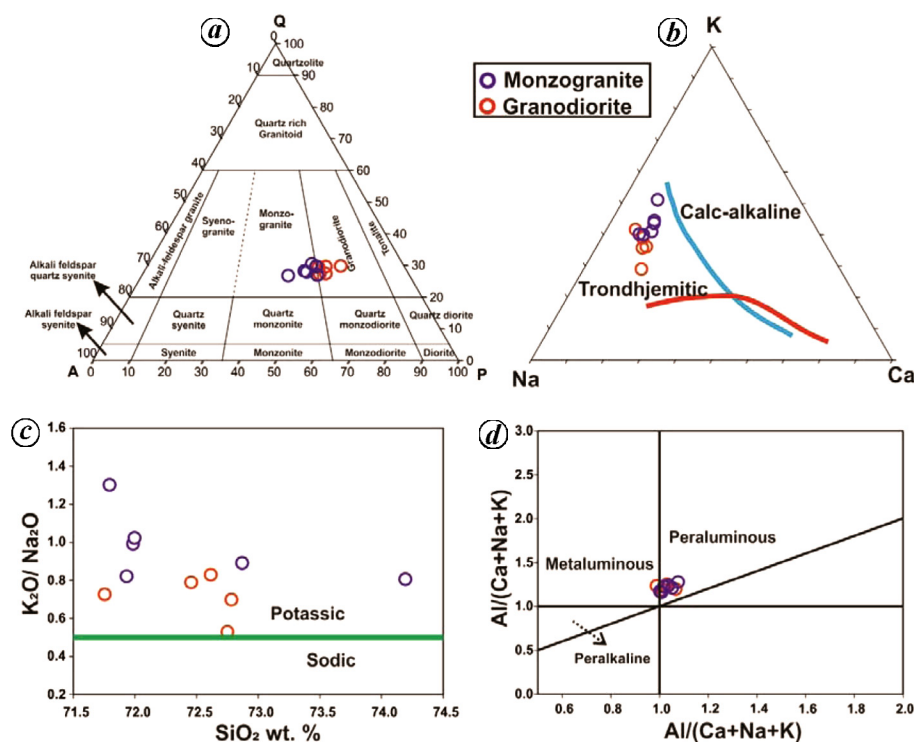 a
Q
0
100
Quartzolite
10
90
20
80
30
Quartz rich
Granitoid
70
40
60
50
Alkali-feldespar granite
Syeno-
granite
Monzo-
granite
Granodiorite
Tonalite
50
60
40
70
30
Alkali feldspar
quartz syenite
80
20
Alkali feldspar
syenite
90
Quartz
syenite
Quartz
monzonite
Quartz
monzodiorite
Quartz diorite
10
100
Syenite
Monzonite
Monzodiorite
Diorite
0
A
0
10
20
30
40
50
60
70
80
90
100
P
b
K
Monzogranite
Granodiorite
Calc-alkaline
Trondhjemitic
Na
Ca
c
K₂O/ Na₂O
1.6
1.4
1.2
1.0
0.8
0.6
0.4
0.2
Potassic
Sodic
71.5
72.0
72.5
73.0
73.5
74.0
74.5
SiO₂ wt. %
d
Al/(Ca+Na+K)
3.0
2.5
2.0
1.5
1.0
0.5
0.0
Metaluminous
Peraluminous
Peralkaline
0.6
0.8
1.0
1.2
1.4
1.6
1.8
2.0
Al/(Ca+Na+K)